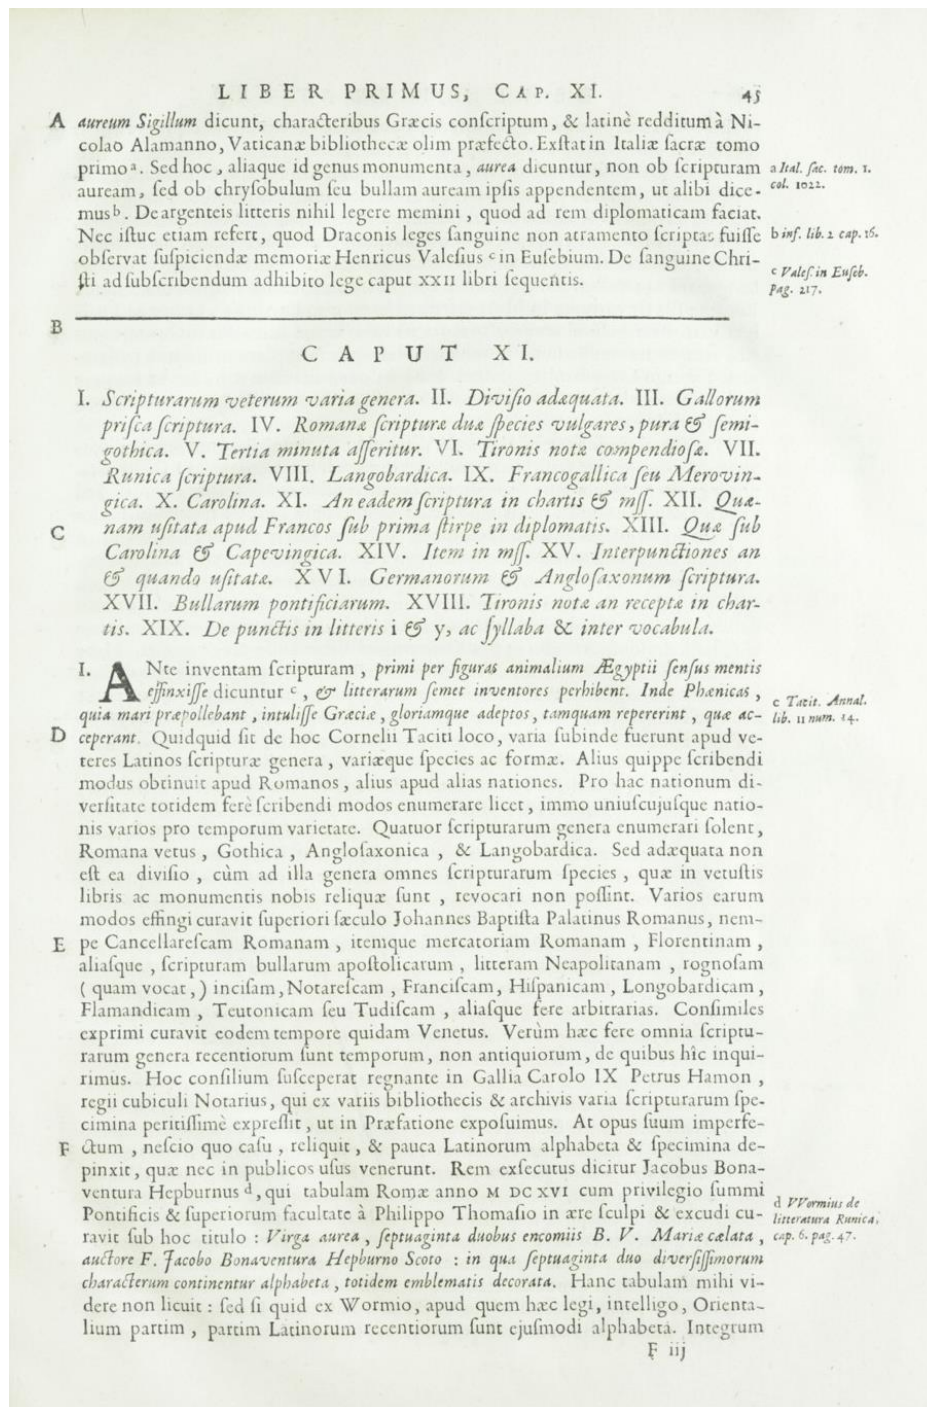 LIBER PRIMUS, CAP. XI. 45
A aureum Sigillum dicunt, characteribus Græcis conſcriptum, & latinè redditum à Ni-
colao Alamanno, Vaticanæ bibliothecæ olim præfecto. Exſtat in Italiæ ſacræ tomo
primo a. Sed hoc, aliaque id genus monumenta, aurea dicuntur, non ob ſcripturam
a Ital. ſac. tom. 1.
auream, ſed ob chryſobulum ſeu bullam auream ipſis appendentem, ut alibi dice-
col. 1022.
mus b. De argenteis litteris nihil legere memini, quod ad rem diplomaticam faciat.
Nec iſtuc etiam refert, quod Draconis leges ſanguine non atramento ſcriptas fuiſſe
b inf. lib. 2 cap. 16.
obſervat ſuſpiciendæ memoriæ Henricus Valeſius c in Euſebium. De ſanguine Chri-
c Valeſ. in Euſeb.
ſti ad ſubſcribendum adhibito lege caput XXII libri ſequentis.
pag. 217.
B
CAPUT XI.
I. Scripturarum veterum varia genera. II. Diviſio adæquata. III. Gallorum
priſca ſcriptura. IV. Romanæ ſcripturæ duæ ſpecies vulgares, pura & ſemi-
gothica. V. Tertia minuta aſſeritur. VI. Tironis notæ compendioſæ. VII.
Runica ſcriptura. VIII. Langobardica. IX. Francogallica ſeu Merovin-
gica. X. Carolina. XI. An eadem ſcriptura in chartis & mſſ. XII. Quæ-
C nam uſitata apud Francos ſub prima ſtirpe in diplomatis. XIII. Quæ ſub
Carolina & Capevingica. XIV. Item in mſſ. XV. Interpunctiones an
& quando uſitatæ. XVI. Germanorum & Angloſaxonum ſcriptura.
XVII. Bullarum pontificiarum. XVIII. Tironis notæ an receptæ in char-
tis. XIX. De punctis in litteris i & y, ac ſyllaba & inter vocabula.
I. ANte inventam ſcripturam, primi per figuras animalium Ægyptii ſenſus mentis
effinxiſſe dicuntur c, & litterarum ſemet inventores perhibent. Inde Phœnicas,
c Tacit. Annal.
quia mari præpollebant, intuliſſe Græciæ, gloriamque adeptos, tamquam repererint, quæ ac-
lib. 11 num. 14.
D ceperant. Quidquid ſit de hoc Cornelii Taciti loco, varia ſubinde fuerunt apud ve-
teres Latinos ſcripturæ genera, variæque ſpecies ac formæ. Alius quippe ſcribendi
modus obtinuit apud Romanos, alius apud alias nationes. Pro hac nationum di-
verſitate totidem ferè ſcribendi modos enumerare licet, immo uniuſcujuſque natio-
nis varios pro temporum varietate. Quatuor ſcripturarum genera enumerari ſolent,
Romana vetus, Gothica, Angloſaxonica, & Langobardica. Sed adæquata non
eſt ea diviſio, cùm ad illa genera omnes ſcripturarum ſpecies, quæ in vetuſtis
libris ac monumentis nobis reliquæ ſunt, revocari non poſſint. Varios earum
modos effingi curavit ſuperiori ſæculo Johannes Baptiſta Palatinus Romanus, nem-
E pe Cancellareſcam Romanam, itemque mercatoriam Romanam, Florentinam,
aliaſque, ſcripturam bullarum apoſtolicarum, litteram Neapolitanam, rognoſam
( quam vocat, ) inciſam, Notareſcam, Franciſcam, Hiſpanicam, Longobardicam,
Flamandicam, Teutonicam ſeu Tudiſcam, aliaſque fere arbitrarias. Conſimiles
exprimi curavit eodem tempore quidam Venetus. Verùm hæc fere omnia ſcriptu-
rarum genera recentiorum ſunt temporum, non antiquiorum, de quibus hîc inqui-
rimus. Hoc conſilium ſuſceperat regnante in Gallia Carolo IX Petrus Hamon,
regii cubiculi Notarius, qui ex variis bibliothecis & archivis varia ſcripturarum ſpe-
cimina peritiſſimè expreſſit, ut in Præfatione expoſuimus. At opus ſuum imperfe-
F ctum, neſcio quo caſu, reliquit, & pauca Latinorum alphabeta & ſpecimina de-
pinxit, quæ nec in publicos uſus venerunt. Rem exſecutus dicitur Jacobus Bona-
ventura Hepburnus d, qui tabulam Romæ anno M DC XVI cum privilegio ſummi
d VVormius de
Pontificis & ſuperiorum facultate à Philippo Thomaſio in ære ſculpi & excudi cu-
litteratura Runica,
ravit ſub hoc titulo : Virga aurea, ſeptuaginta duobus encomiis B. V. Mariæ cælata,
cap. 6. pag. 47.
auctore F. Jacobo Bonaventura Hepburno Scoto : in qua ſeptuaginta duo diverſiſſimorum
characterum continentur alphabeta, totidem emblematis decorata. Hanc tabulam mihi vi-
dere non licuit : ſed ſi quid ex Wormio, apud quem hæc legi, intelligo, Orienta-
lium partim, partim Latinorum recentiorum ſunt ejuſmodi alphabeta. Integrum
F iij